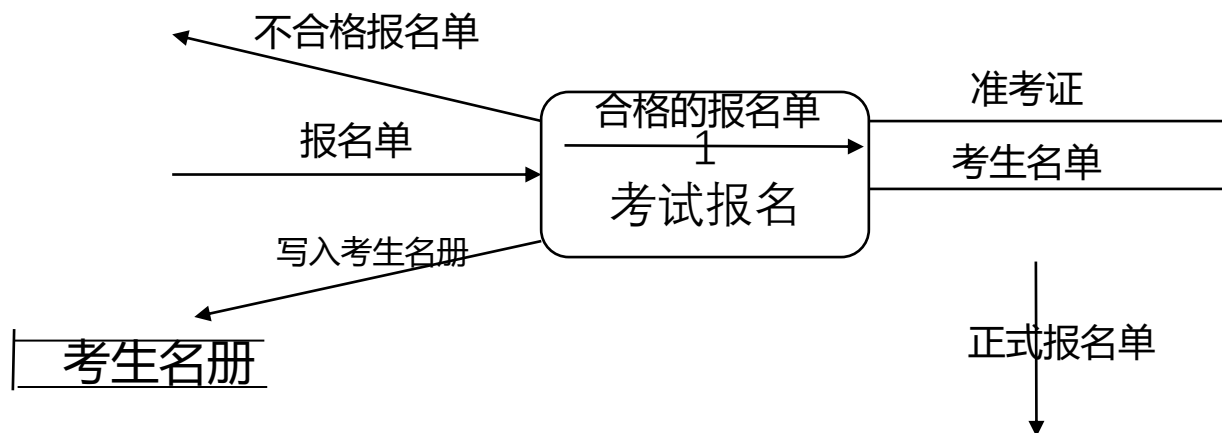 不合格报名单
准考证
合格的报名单
报名单
1
考生名单
考试报名
写入考生名册
正式报名单
考生名册